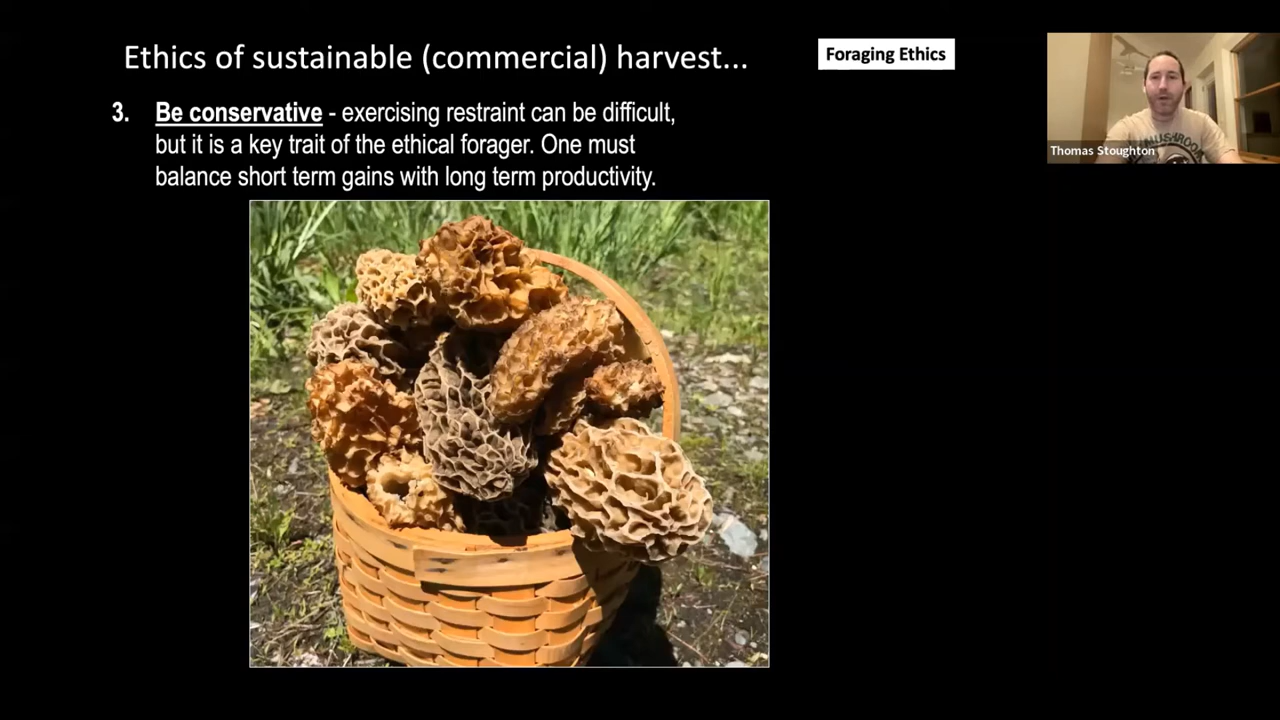 Ethics of sustainable (commercial) harvest...
Foraging Ethics
3. Be conservative - exercising restraint can be difficult,
but it is a key trait of the ethical forager. One must
balance short term gains with long term productivity.
MUSHROOM
Thomas Stoughton